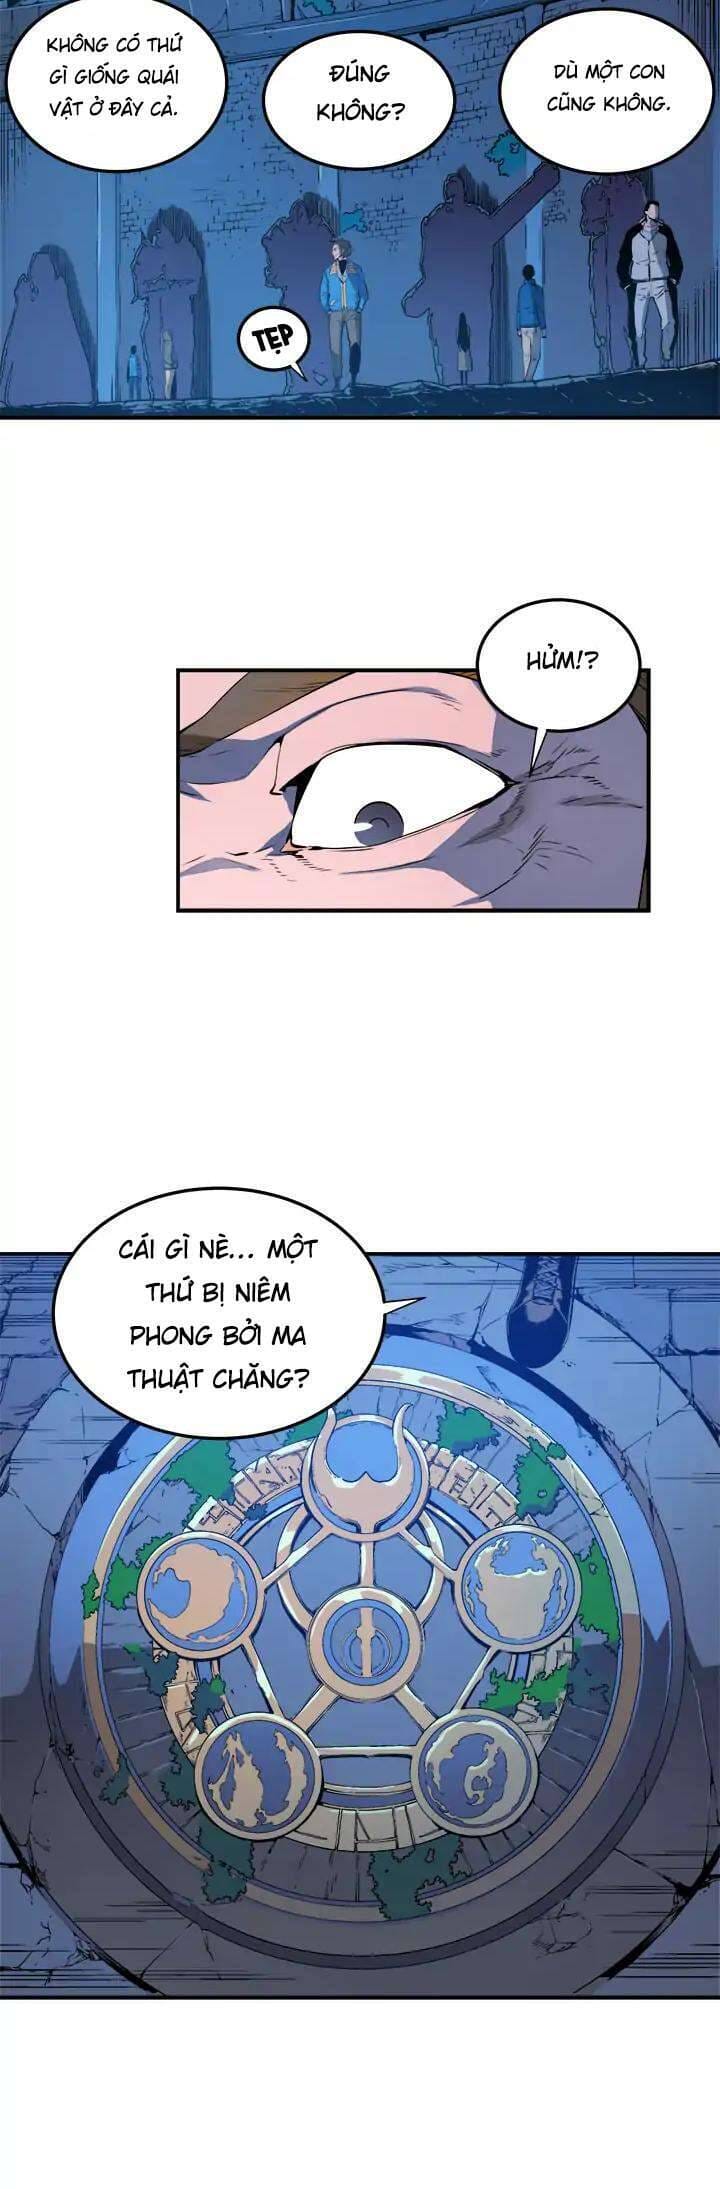 KHÔNG CÓ THỨ
GÌ GIỐNG QUÁI
VẬT Ở ĐÂY CẢ.
ĐÚNG
KHÔNG?
DÙ MỘT CON
CŨNG KHÔNG.
TẸP
HỬM!?
CÁI GÌ NÈ... MỘT
THỨ BỊ NIÊM
PHONG BỞI MA
THUẬT CHĂNG?